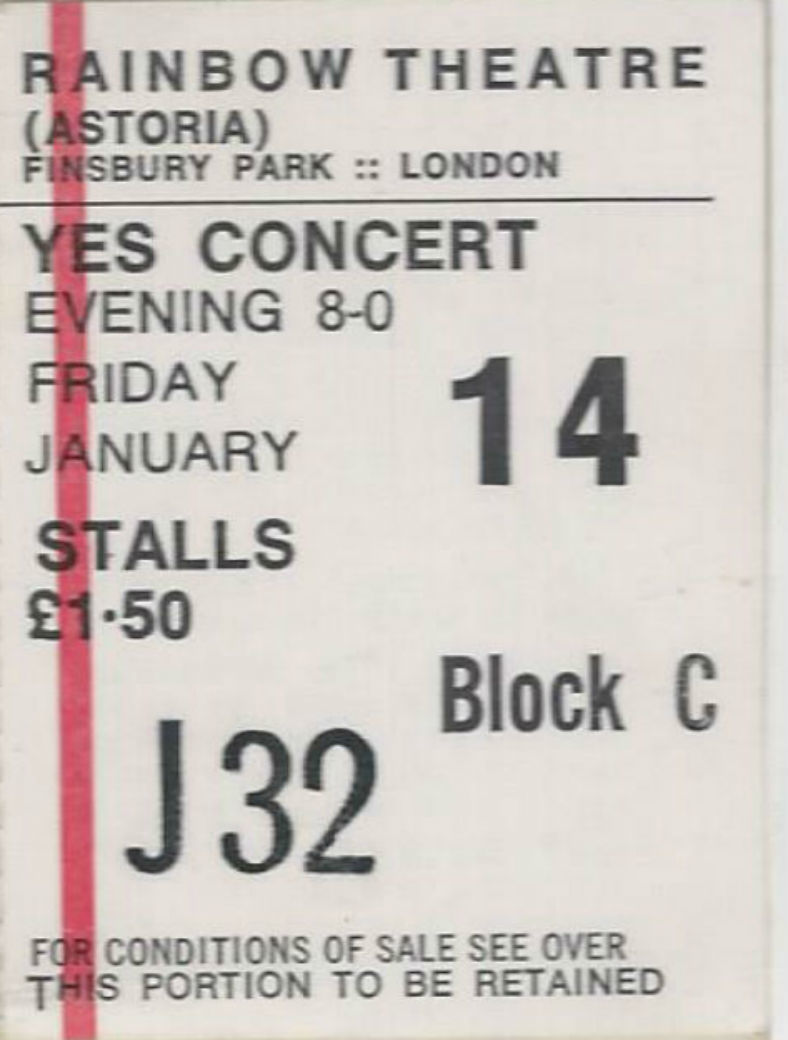 RAINBOW THEATRE
(ASTORIA)
FINSBURY PARK :: LONDON
YES CONCERT
EVENING 8-0
FRIDAY 14
JANUARY
STALLS
£1·50
Block C
J 32
FOR CONDITIONS OF SALE SEE OVER
THIS PORTION TO BE RETAINED